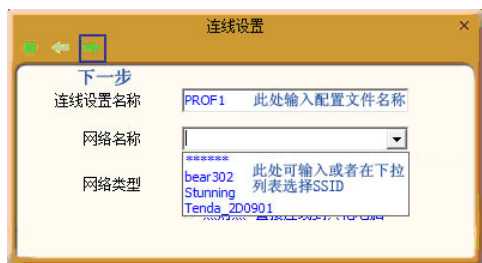 连线设置
下一步
连线设置名称 PROF1 此处输入配置文件名称
网络名称
******
bear302 此处可输入或者在下拉
Stunning 列表选择SSID
网络类型
Tenda_2D0901